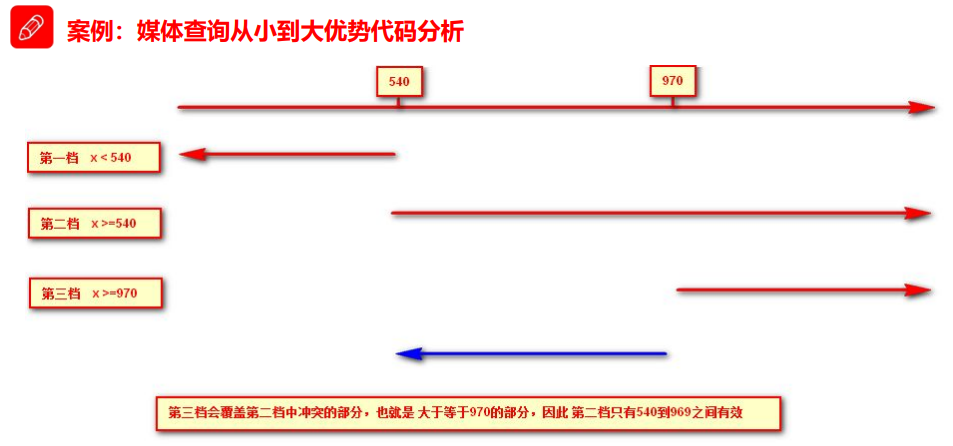 案例：媒体查询从小到大优势代码分析
540
970
第一档 x < 540
第二档 x >=540
第三档 x >=970
第三档会覆盖第二档中冲突的部分，也就是 大于等于970的部分，因此 第二档只有540到969之间有效